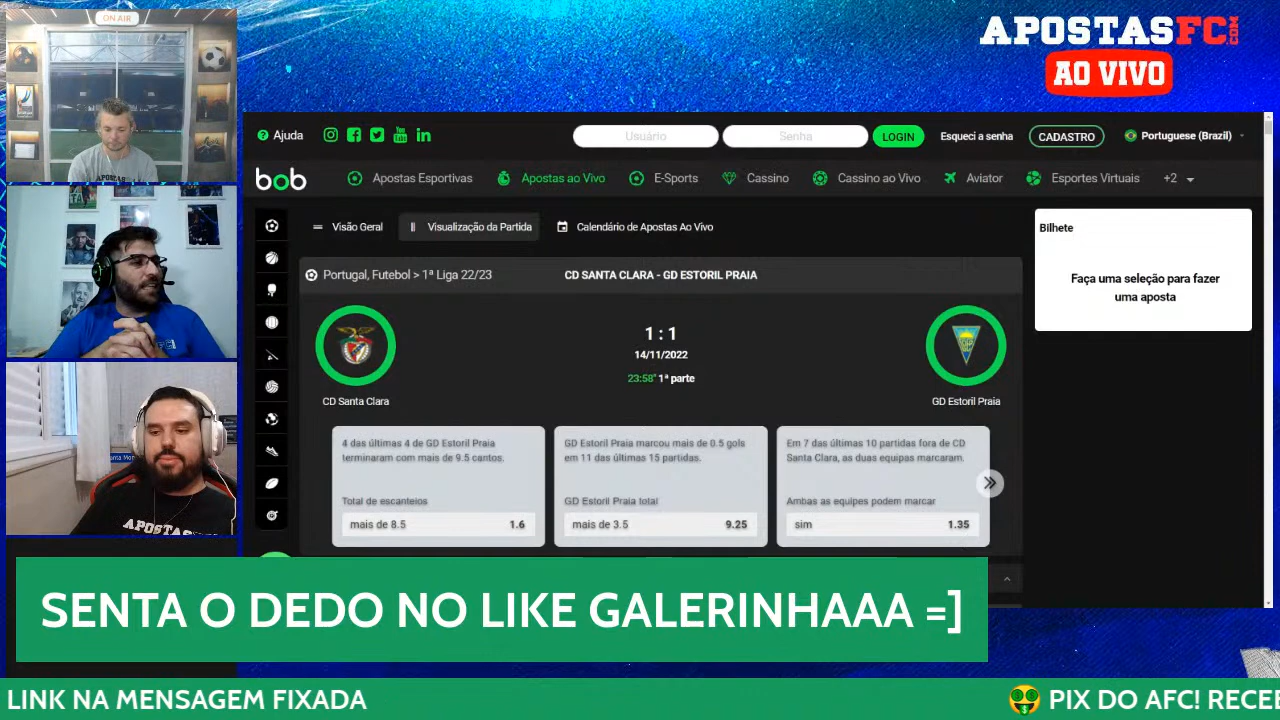 ON AIR
APOSTASFC.COM
AO VIVO
Ajuda
Usuário
Senha
LOGIN
Esqueci a senha
CADASTRO
Portuguese (Brazil)
bob
Apostas Esportivas
Apostas ao Vivo
E-Sports
Cassino
Cassino ao Vivo
Aviator
Esportes Virtuais
+2
Visão Geral
Visualização da Partida
Calendário de Apostas Ao Vivo
Bilhete
Faça uma seleção para fazer
uma aposta
Portugal, Futebol > 1ª Liga 22/23
CD SANTA CLARA - GD ESTORIL PRAIA
1 : 1
14/11/2022
23:58" 1ª parte
CD Santa Clara
GD Estoril Praia
4 das últimas 4 de GD Estoril Praia
terminaram com mais de 9.5 cantos.
Total de escanteios
mais de 8.5 1.6
GD Estoril Praia marcou mais de 0.5 gols
em 11 das últimas 15 partidas.
GD Estoril Praia total
mais de 3.5 9.25
Em 7 das últimas 10 partidas fora de CD
Santa Clara, as duas equipas marcaram.
Ambas as equipes podem marcar
sim 1.35
APOSTAS
SENTA O DEDO NO LIKE GALERINHAAA =]
LINK NA MENSAGEM FIXADA
🤑 PIX DO AFC! RECEB